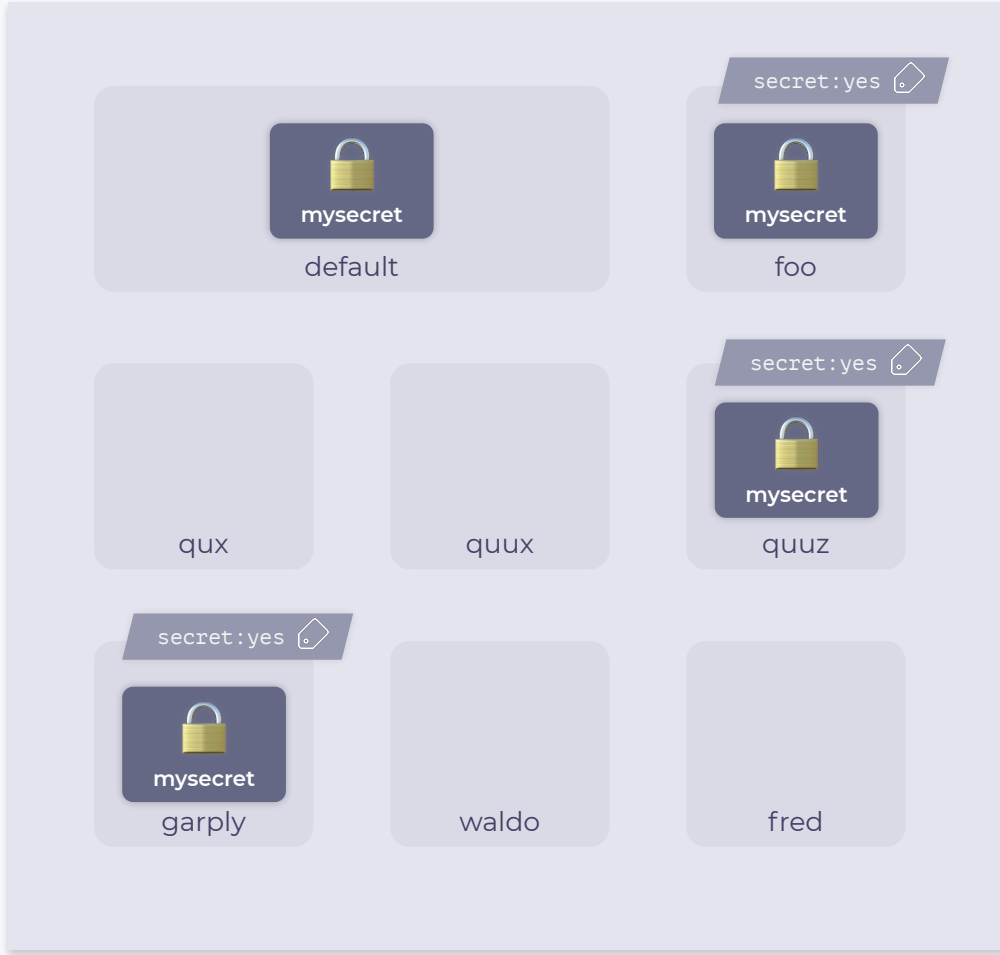 secret:yes
mysecret
mysecret
default
foo
secret:yes
mysecret
qux
quux
quuz
secret:yes
mysecret
garply
waldo
fred